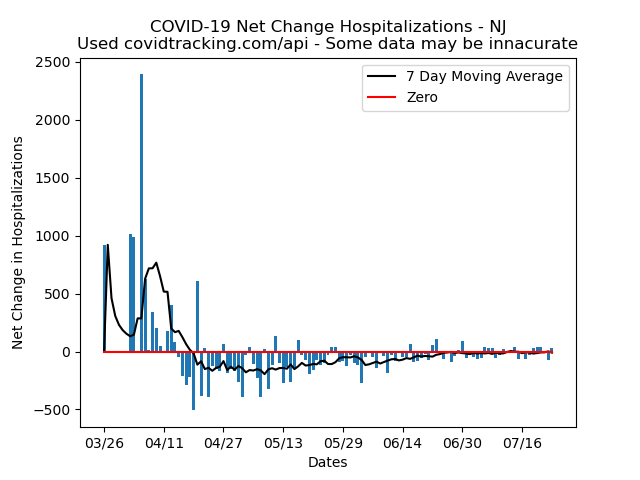 COVID-19 Net Change Hospitalizations - NJ
Used covidtracking.com/api - Some data may be innacurate
7 Day Moving Average
Zero
Net Change in Hospitalizations
2500
2000
1500
1000
500
0
−500
03/26 04/11 04/27 05/13 05/29 06/14 06/30 07/16
Dates